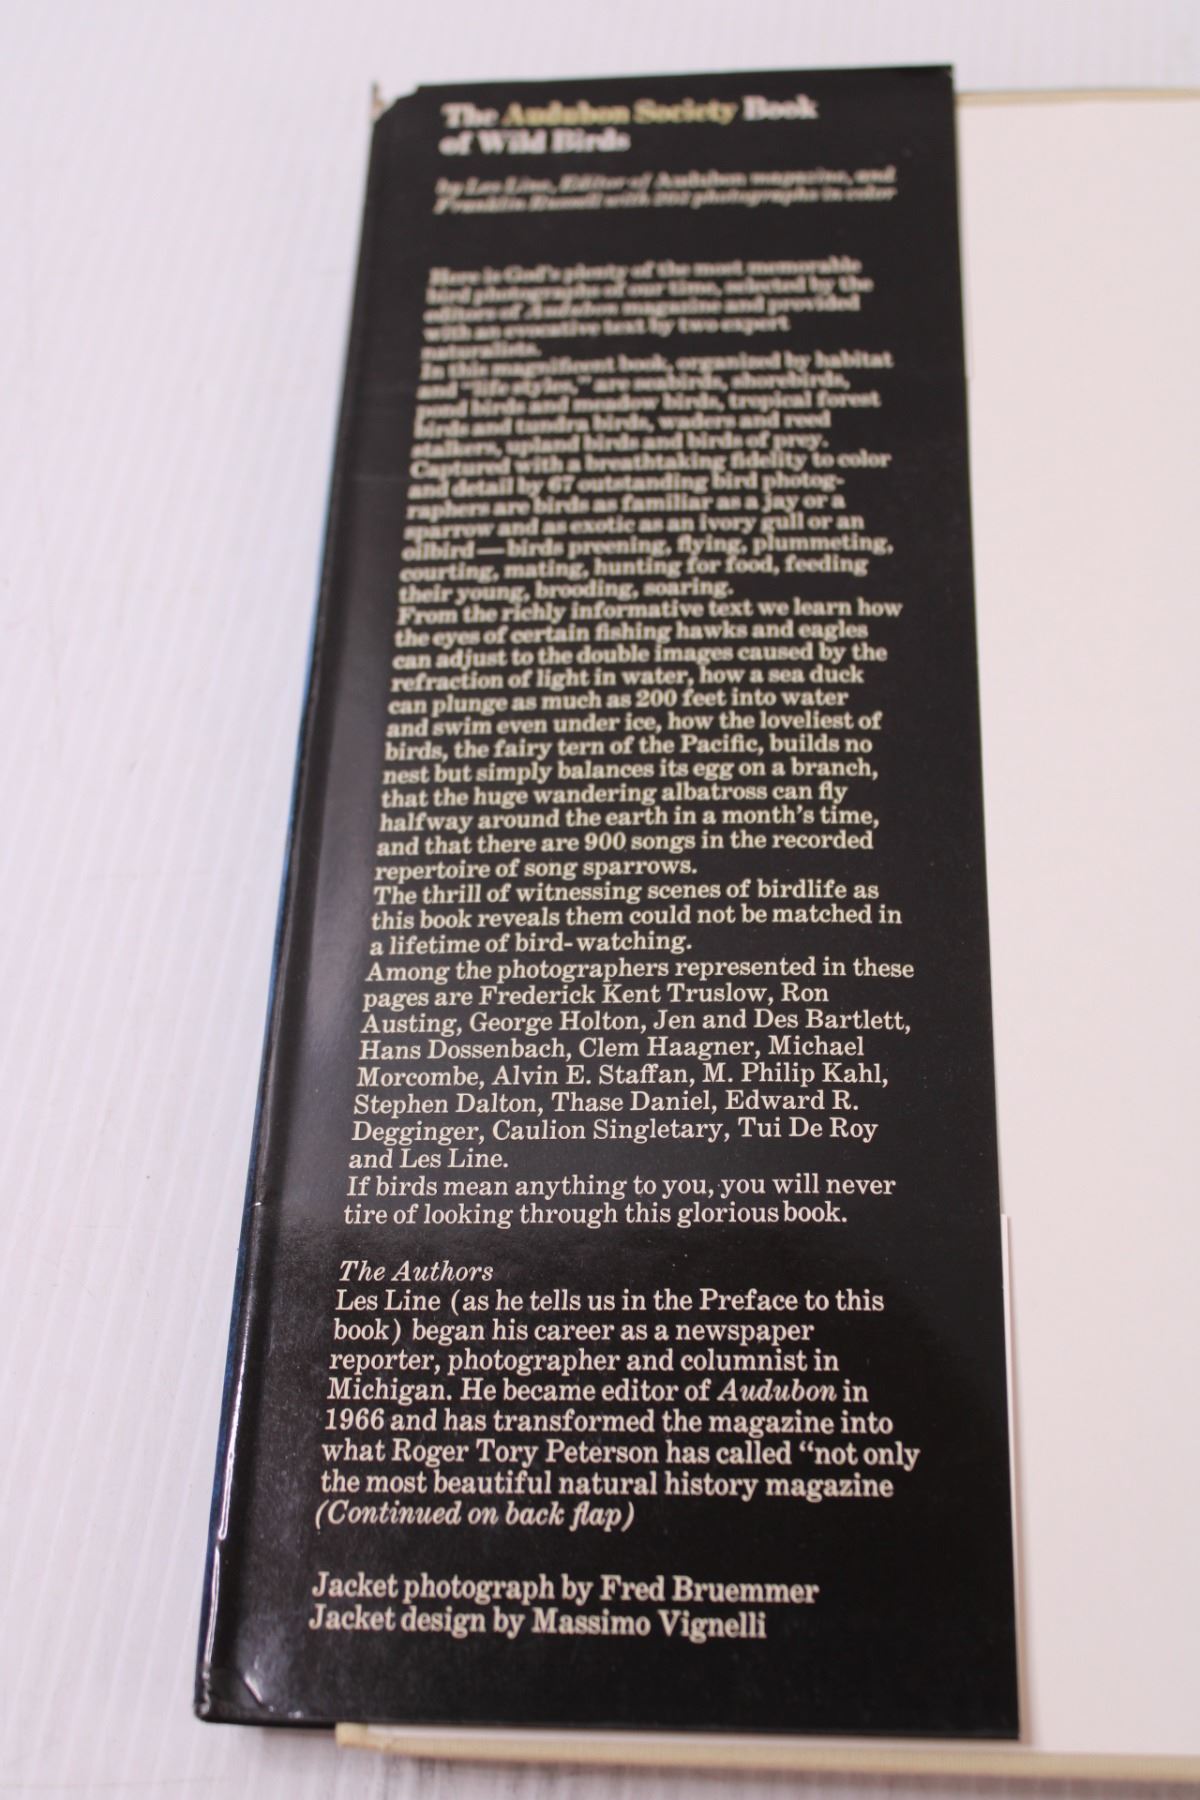 The Audubon Society Book
of Wild Birds
by Les Line, Editor of Audubon magazine, and
Franklin Russell with 202 photographs in color
Here is God's plenty of the most memorable
bird photographs of our time, selected by the
editors of Audubon magazine and provided
with an evocative text by two expert
naturalists.
In this magnificent book, organized by habitat
and "life styles," are seabirds, shorebirds,
pond birds and meadow birds, tropical forest
birds and tundra birds, waders and reed
stalkers, upland birds and birds of prey.
Captured with a breathtaking fidelity to color
and detail by 67 outstanding bird photog-
raphers are birds as familiar as a jay or a
sparrow and as exotic as an ivory gull or an
oilbird—birds preening, flying, plummeting,
courting, mating, hunting for food, feeding
their young, brooding, soaring.
From the richly informative text we learn how
the eyes of certain fishing hawks and eagles
can adjust to the double images caused by the
refraction of light in water, how a sea duck
can plunge as much as 200 feet into water
and swim even under ice, how the loveliest of
birds, the fairy tern of the Pacific, builds no
nest but simply balances its egg on a branch,
that the huge wandering albatross can fly
halfway around the earth in a month's time,
and that there are 900 songs in the recorded
repertoire of song sparrows.
The thrill of witnessing scenes of birdlife as
this book reveals them could not be matched in
a lifetime of bird-watching.
Among the photographers represented in these
pages are Frederick Kent Truslow, Ron
Austing, George Holton, Jen and Des Bartlett,
Hans Dossenbach, Clem Haagner, Michael
Morcombe, Alvin E. Staffan, M. Philip Kahl,
Stephen Dalton, Thase Daniel, Edward R.
Degginger, Caulion Singletary, Tui De Roy
and Les Line.
If birds mean anything to you, you will never
tire of looking through this glorious book.
The Authors
Les Line (as he tells us in the Preface to this
book) began his career as a newspaper
reporter, photographer and columnist in
Michigan. He became editor of Audubon in
1966 and has transformed the magazine into
what Roger Tory Peterson has called "not only
the most beautiful natural history magazine
(Continued on back flap)
Jacket photograph by Fred Bruemmer
Jacket design by Massimo Vignelli